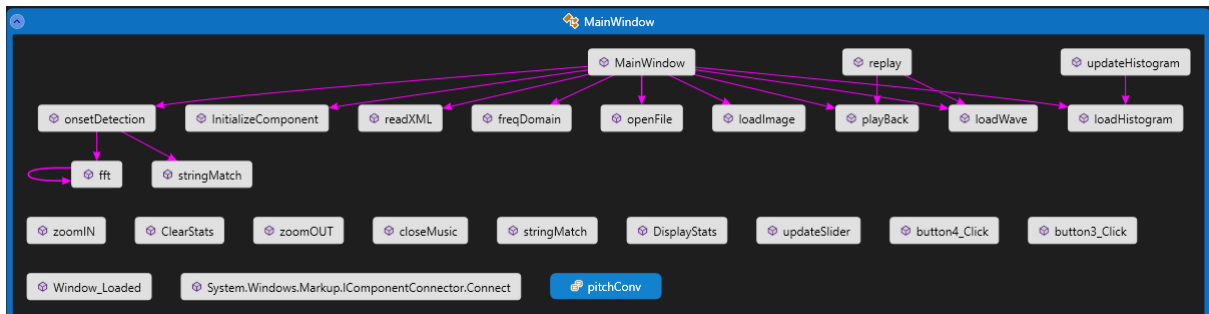 MainWindow
MainWindow replay updateHistogram
onsetDetection InitializeComponent readXML freqDomain openFile loadImage playBack loadWave loadHistogram
fft stringMatch
zoomIN ClearStats zoomOUT closeMusic stringMatch DisplayStats updateSlider button4_Click button3_Click
Window_Loaded System.Windows.Markup.IComponentConnector.Connect pitchConv